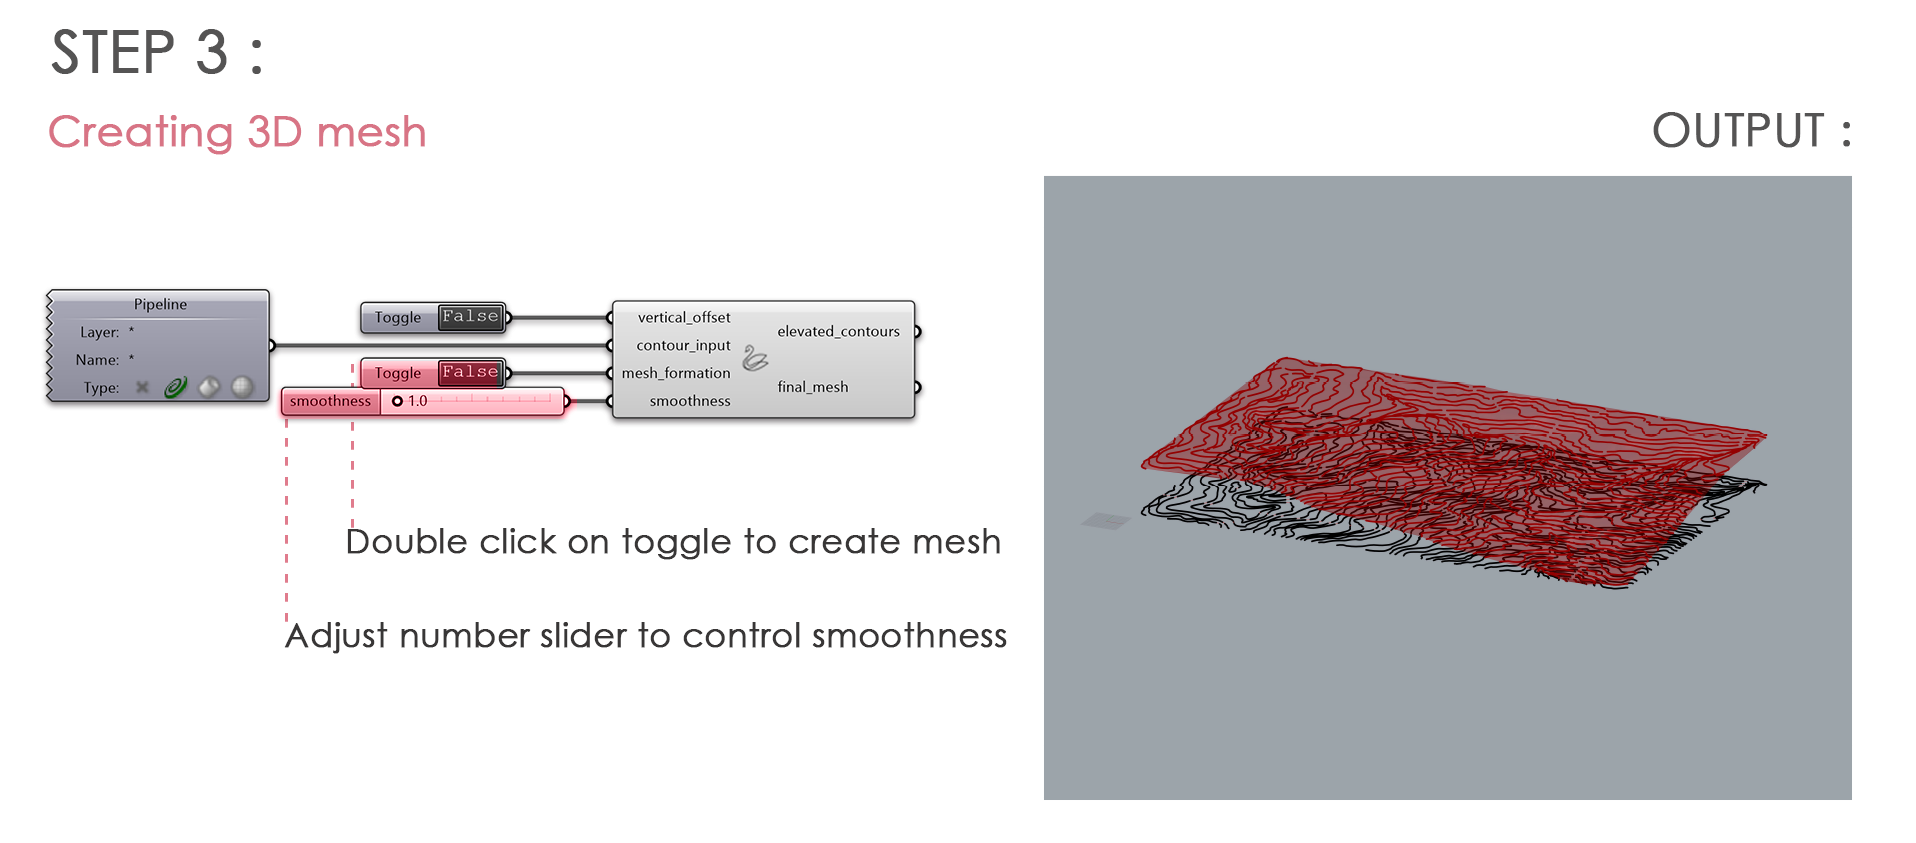 STEP 3 :
Creating 3D mesh
OUTPUT :
Pipeline
Layer: *
Name: *
Type:
Toggle False
Toggle False
smoothness 1.0
vertical_offset
contour_input
mesh_formation
smoothness
elevated_contours
final_mesh
Double click on toggle to create mesh
Adjust number slider to control smoothness